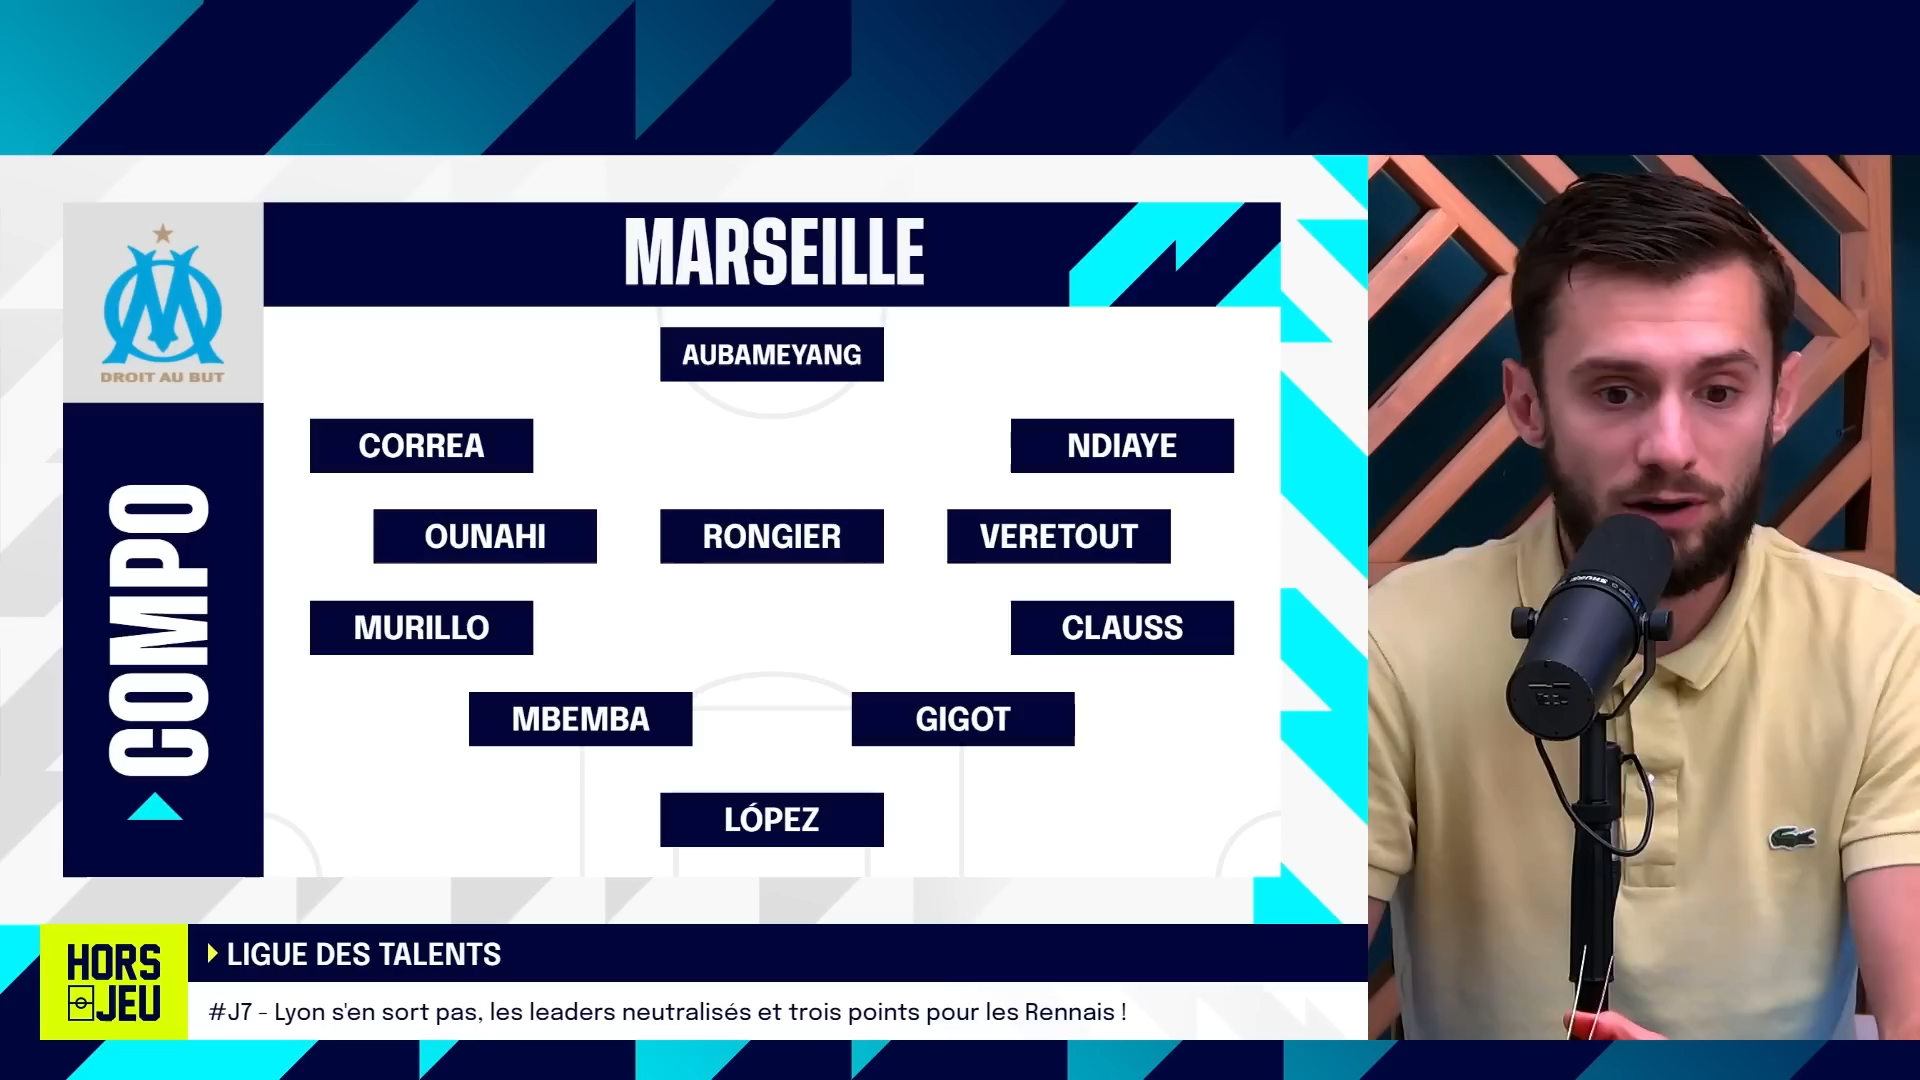 MARSEILLE
DROIT AU BUT
COMPO
AUBAMEYANG
CORREA
NDIAYE
OUNAHI
RONGIER
VERETOUT
MURILLO
CLAUSS
MBEMBA
GIGOT
LÓPEZ
HORS
JEU
LIGUE DES TALENTS
#J7 - Lyon s'en sort pas, les leaders neutralisés et trois points pour les Rennais !
SHURE